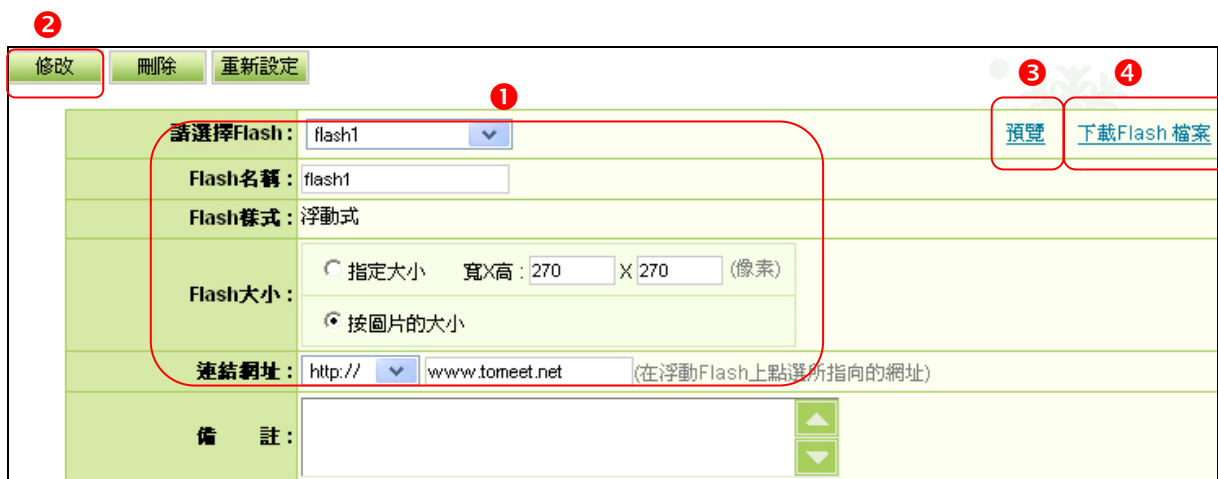 ❷
修改 刪除 重新設定
❶ ❸ ❹
請選擇Flash： flash1 預覽 下載Flash 檔案
Flash名稱： flash1
Flash樣式： 浮動式
指定大小 寬X高 : 270 X 270 (像素)
Flash大小：
按圖片的大小
連結網址： http:// wwww.tomeet.net (在浮動Flash上點選所指向的網址)
備 註：